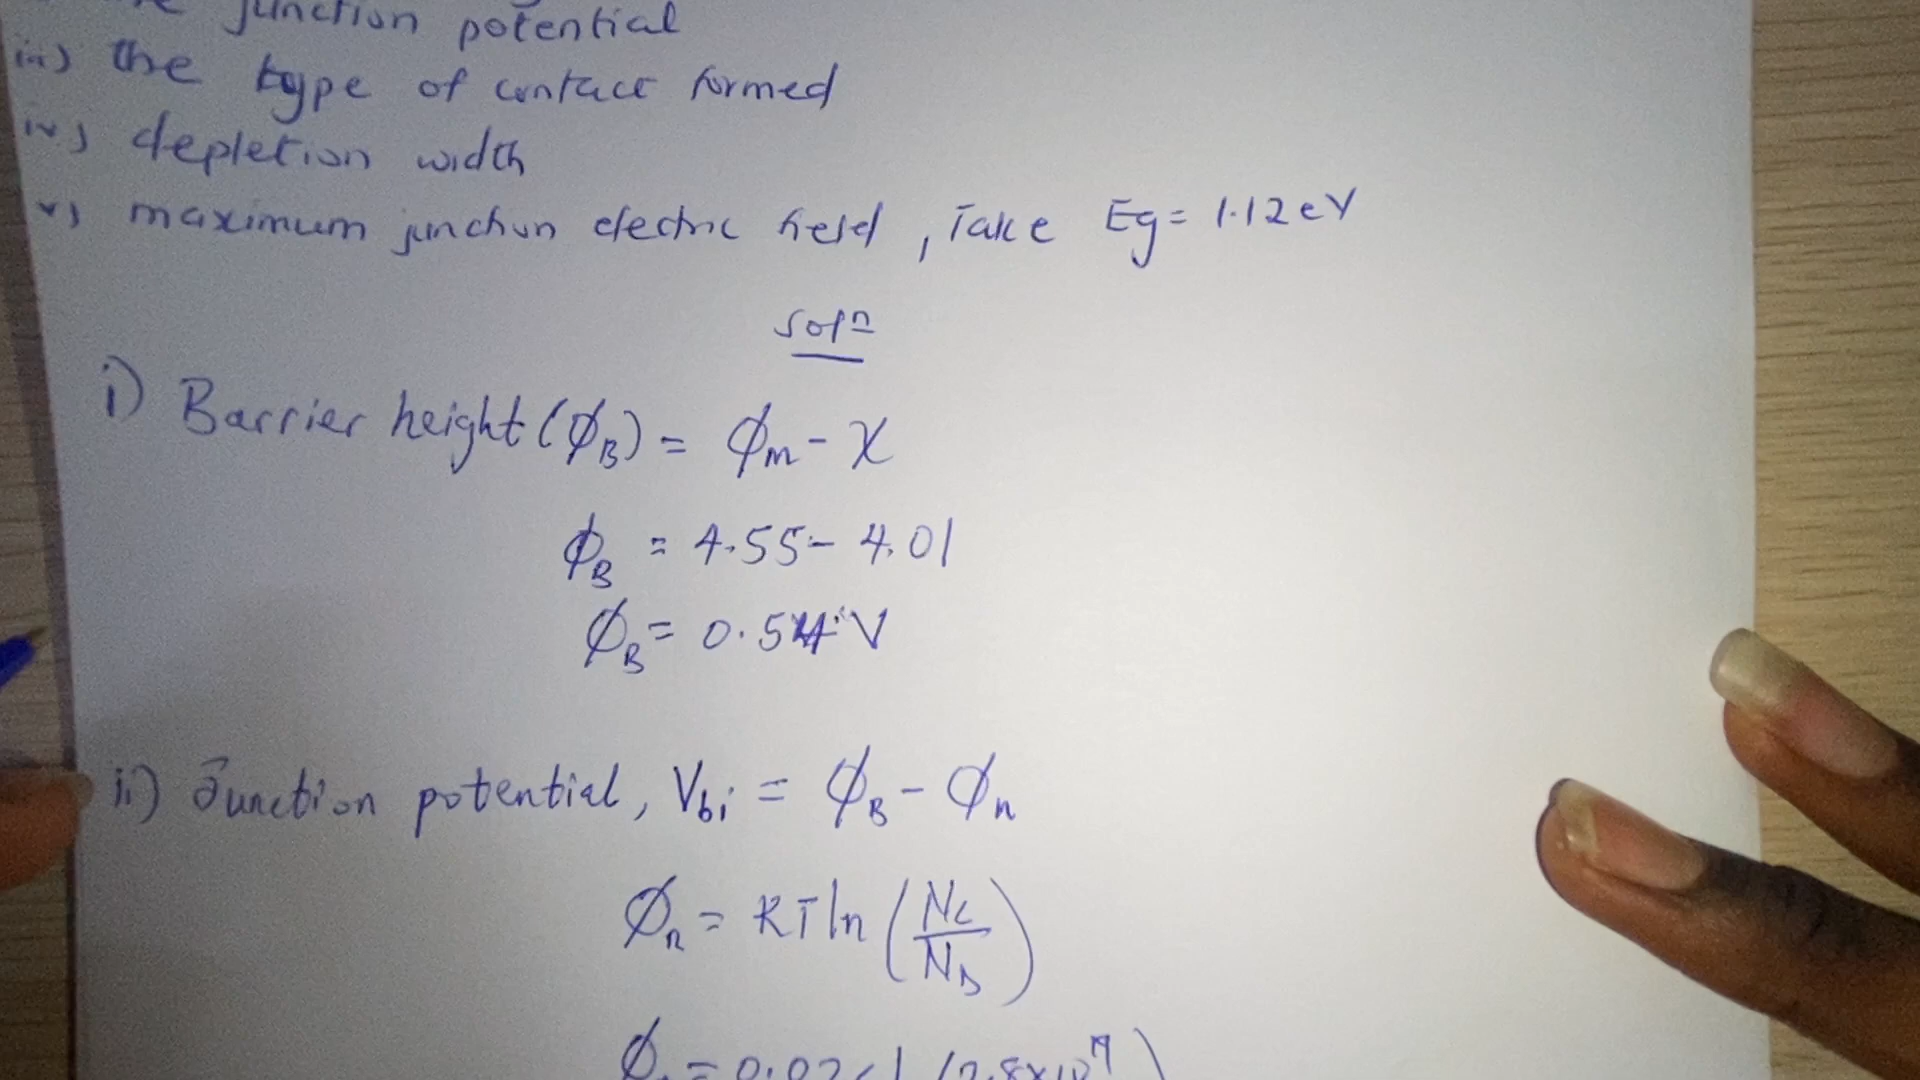 junction potential
iii) the type of contact formed
iv) depletion width
v) maximum junction electric field, Take Eg = 1.12eV
Soln
i) Barrier height (ϕB) = ϕm - χ
ϕB = 4.55 - 4.01
ϕB = 0.54 V
ii) Junction potential, Vbi = ϕB - ϕn
ϕn = KT ln (Nc/ND)